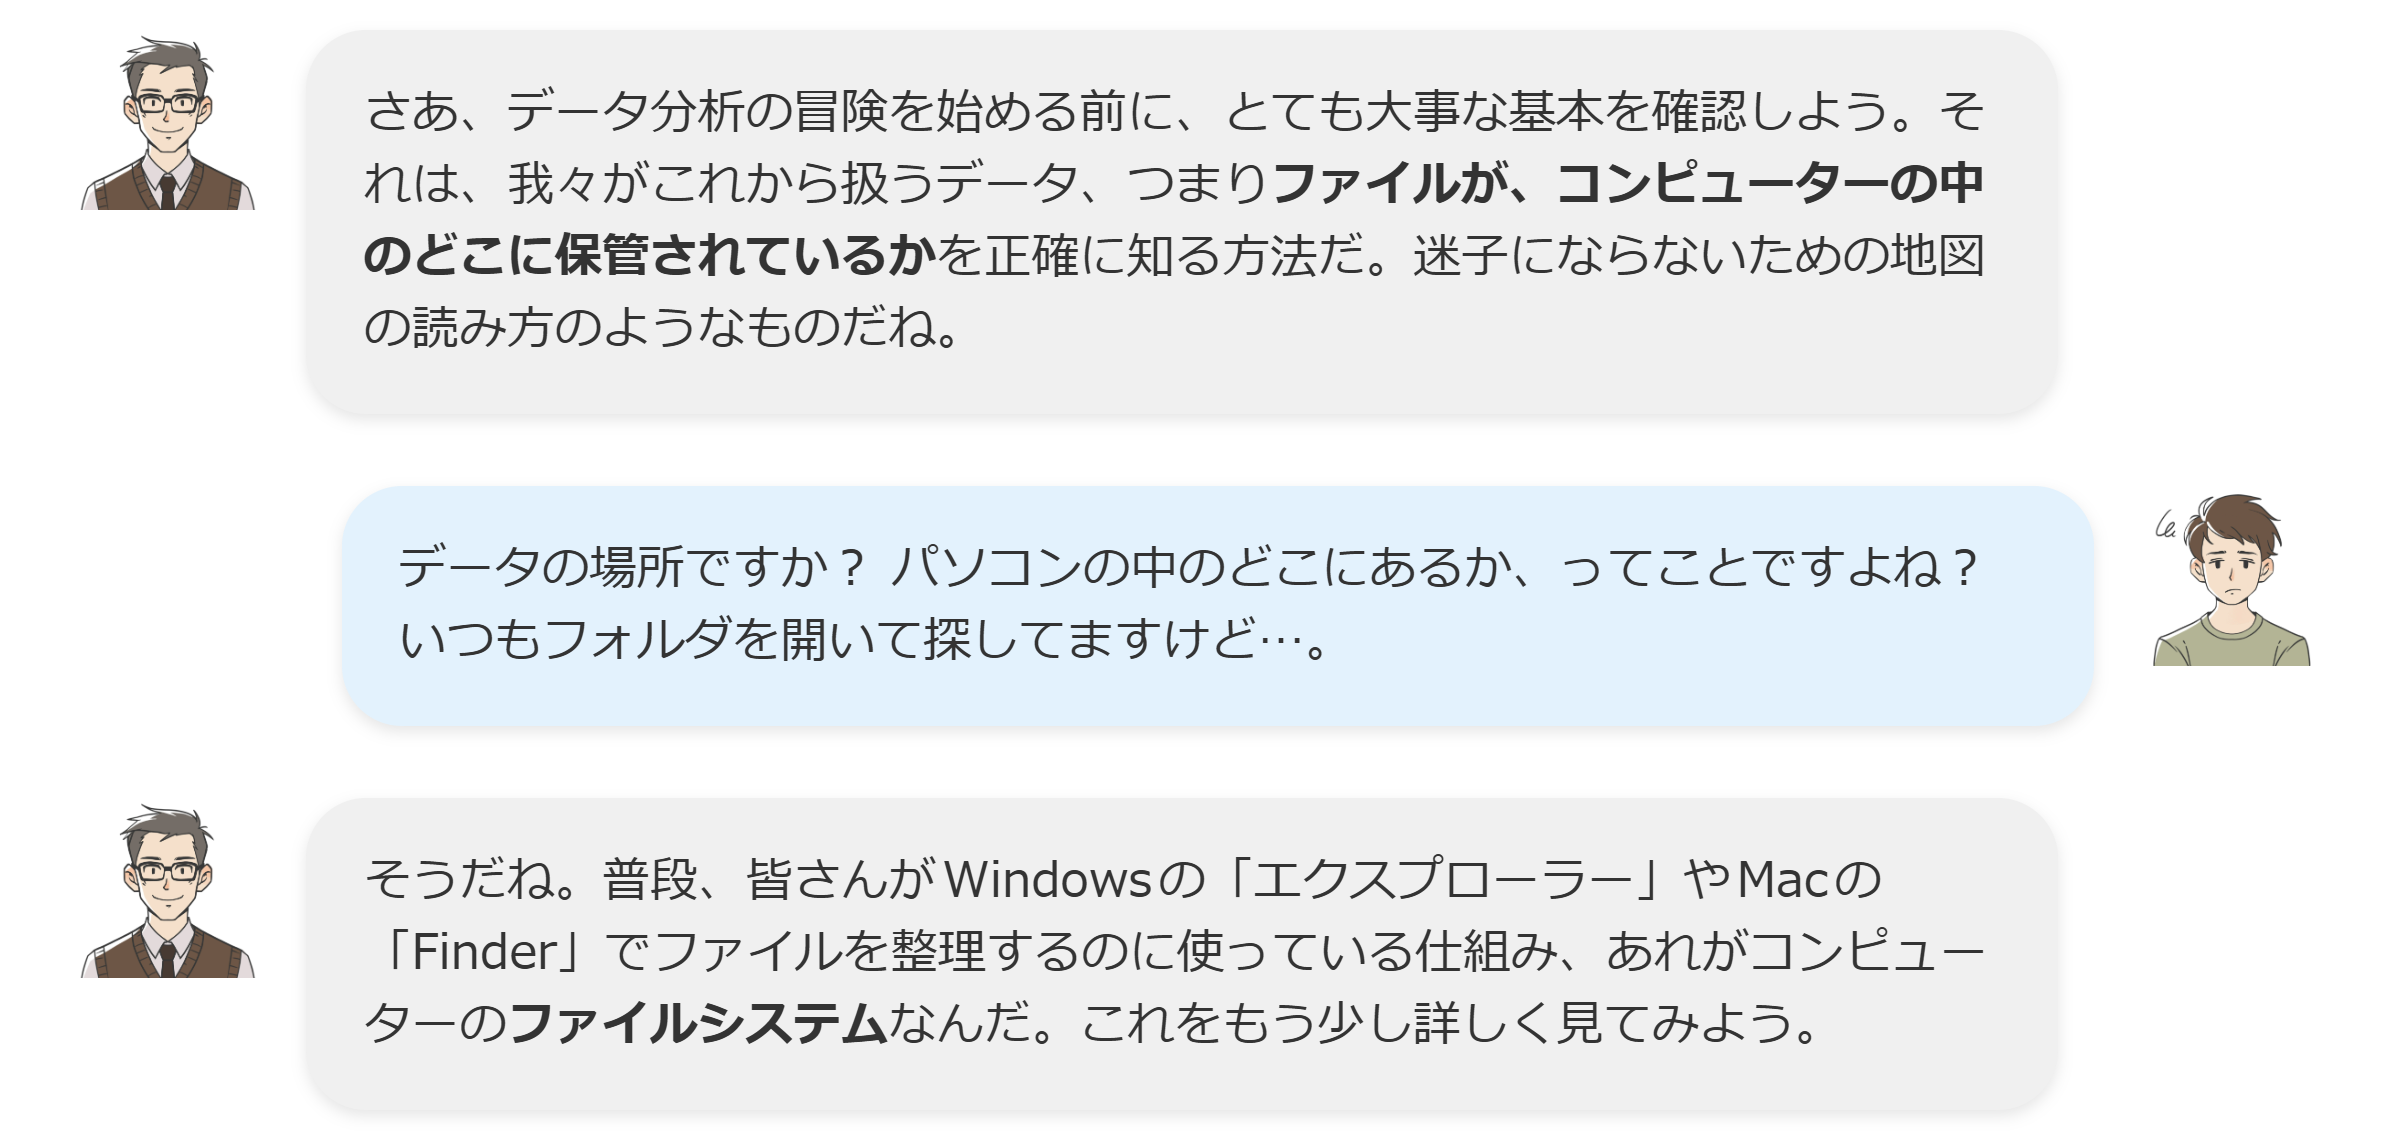 さあ、データ分析の冒険を始める前に、とても大事な基本を確認しよう。そ
れは、我々がこれから扱うデータ、つまりファイルが、コンピューターの中
のどこに保管されているかを正確に知る方法だ。迷子にならないための地図
の読み方のようなものだね。
データの場所ですか？ パソコンの中のどこにあるか、ってことですよね？
いつもフォルダを開いて探してますけど…。
そうだね。普段、皆さんがWindowsの「エクスプローラー」やMacの
「Finder」でファイルを整理するのに使っている仕組み、あれがコンピュー
ターのファイルシステムなんだ。これをもう少し詳しく見てみよう。